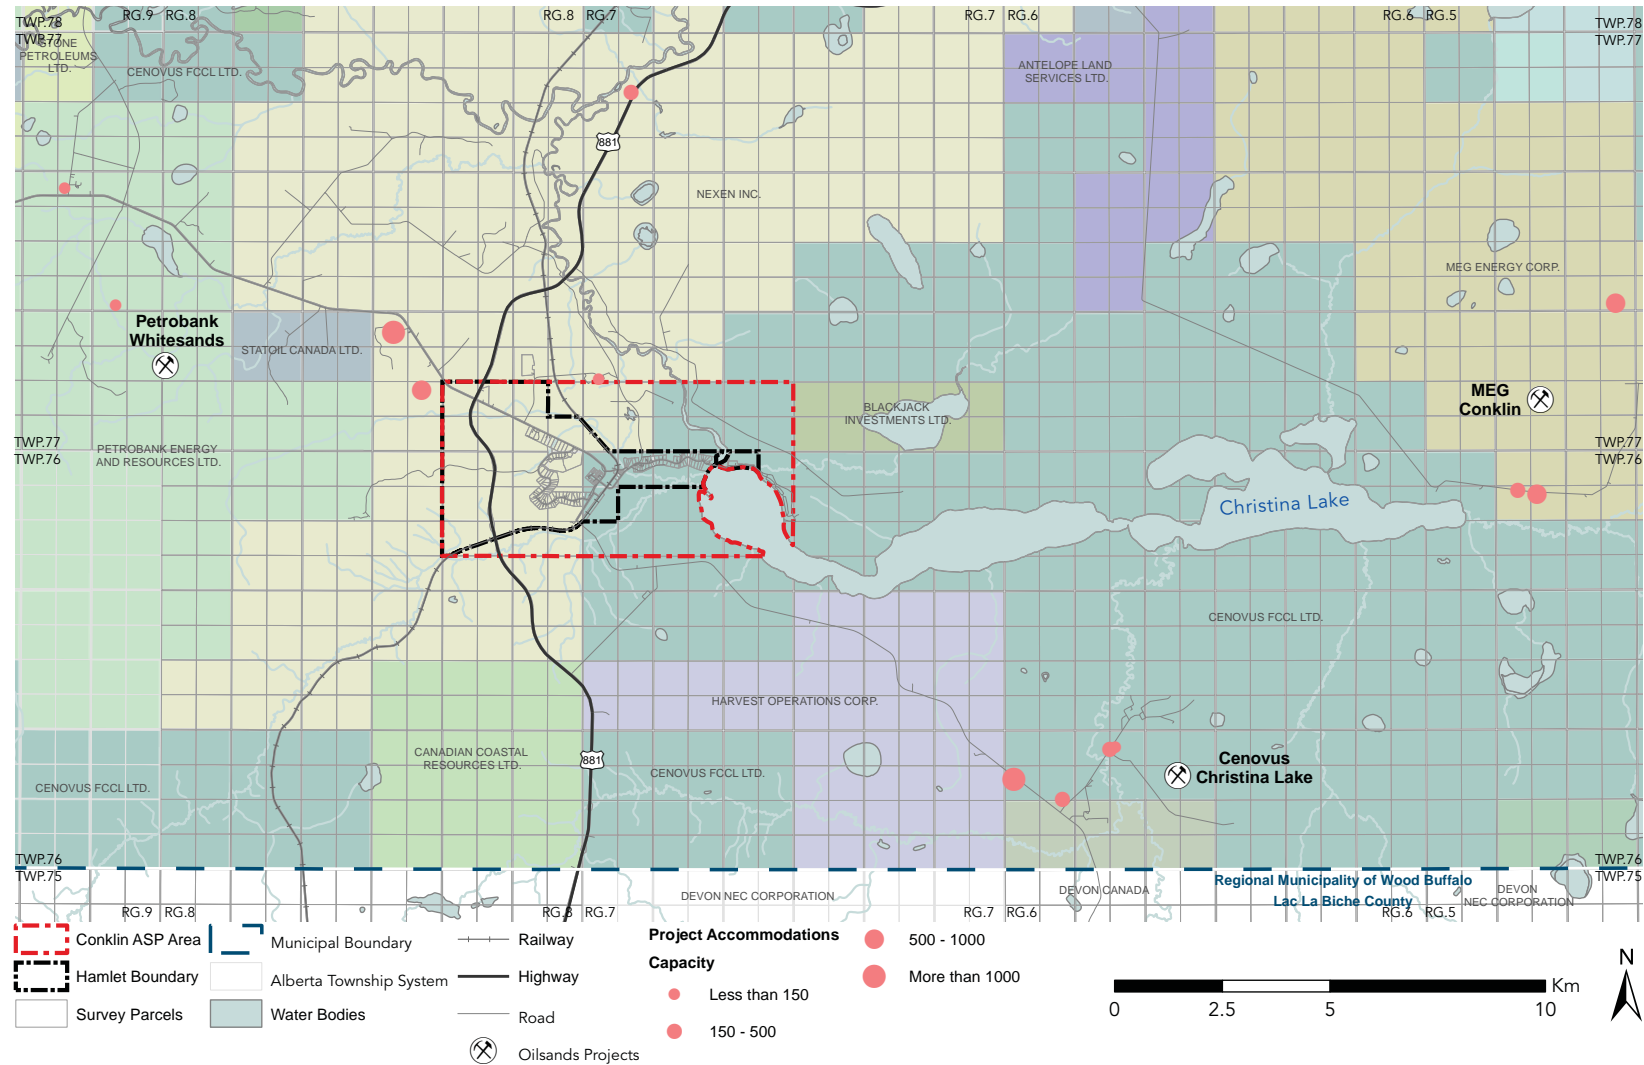 RG.9 RG.8
RG.8 RG.7
RG.7 RG.6
RG.6 RG.5
TWP.78
TWP.77
TWP.78
TWP.77
STONE
PETROLEUMS
LTD.
CENOVUS FCCL LTD.
ANTELOPE LAND
SERVICES LTD.
881
NEXEN INC.
MEG ENERGY CORP.
Petrobank
Whitesands
STATOIL CANADA LTD.
MEG
Conklin
BLACKJACK
INVESTMENTS LTD.
TWP.77
TWP.76
PETROBANK ENERGY
AND RESOURCES LTD.
TWP.77
TWP.76
Christina Lake
CENOVUS FCCL LTD.
HARVEST OPERATIONS CORP.
CANADIAN COASTAL
RESOURCES LTD.
881
CENOVUS FCCL LTD.
Cenovus
Christina Lake
CENOVUS FCCL LTD.
TWP.76
TWP.75
TWP.76
TWP.75
Regional Municipality of Wood Buffalo
Lac La Biche County
DEVON NEC CORPORATION
DEVON CANADA
DEVON
NEC CORPORATION
RG.9 RG.8
RG.8 RG.7
RG.7 RG.6
RG.6 RG.5
Conklin ASP Area
Hamlet Boundary
Survey Parcels
Municipal Boundary
Alberta Township System
Water Bodies
Railway
Highway
Road
Oilsands Projects
Project Accommodations
Capacity
Less than 150
150 - 500
500 - 1000
More than 1000
Km
0 2.5 5 10
N